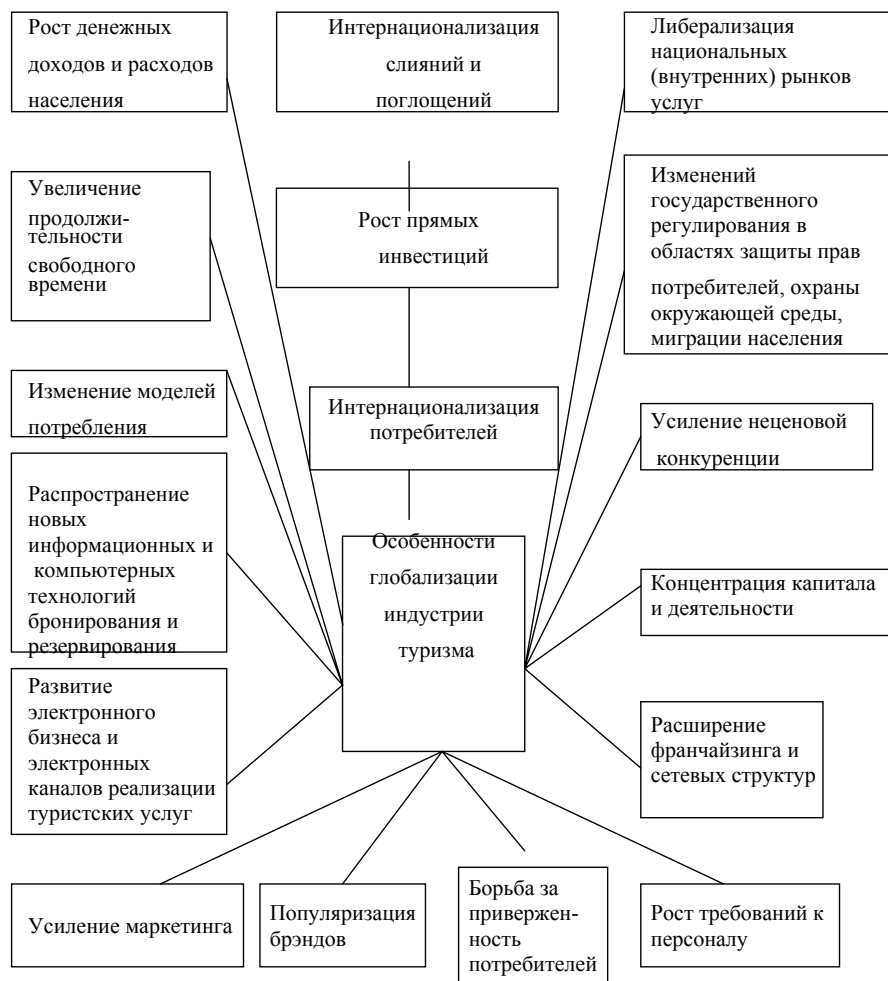 Рост денежных
доходов и расходов
населения
Интернационализация
слияний и
поглощений
Либерализация
национальных
(внутренних) рынков
услуг
Увеличение
продолжи-
тельности
свободного
времени
Рост прямых
инвестиций
Изменений
государственного
регулирования в
областях защиты прав
потребителей, охраны
окружающей среды,
миграции населения
Изменение моделей
потребления
Интернационализация
потребителей
Усиление неценовой
конкуренции
Распространение
новых
информационных и
компьютерных
технологий
бронирования и
резервирования
Особенности
глобализации
индустрии
туризма
Концентрация капитала
и деятельности
Развитие
электронного
бизнеса и
электронных
каналов реализации
туристских услуг
Расширение
франчайзинга и
сетевых структур
Усиление маркетинга
Популяризация
брэндов
Борьба за
привержен-
ность
потребителей
Рост требований к
персоналу